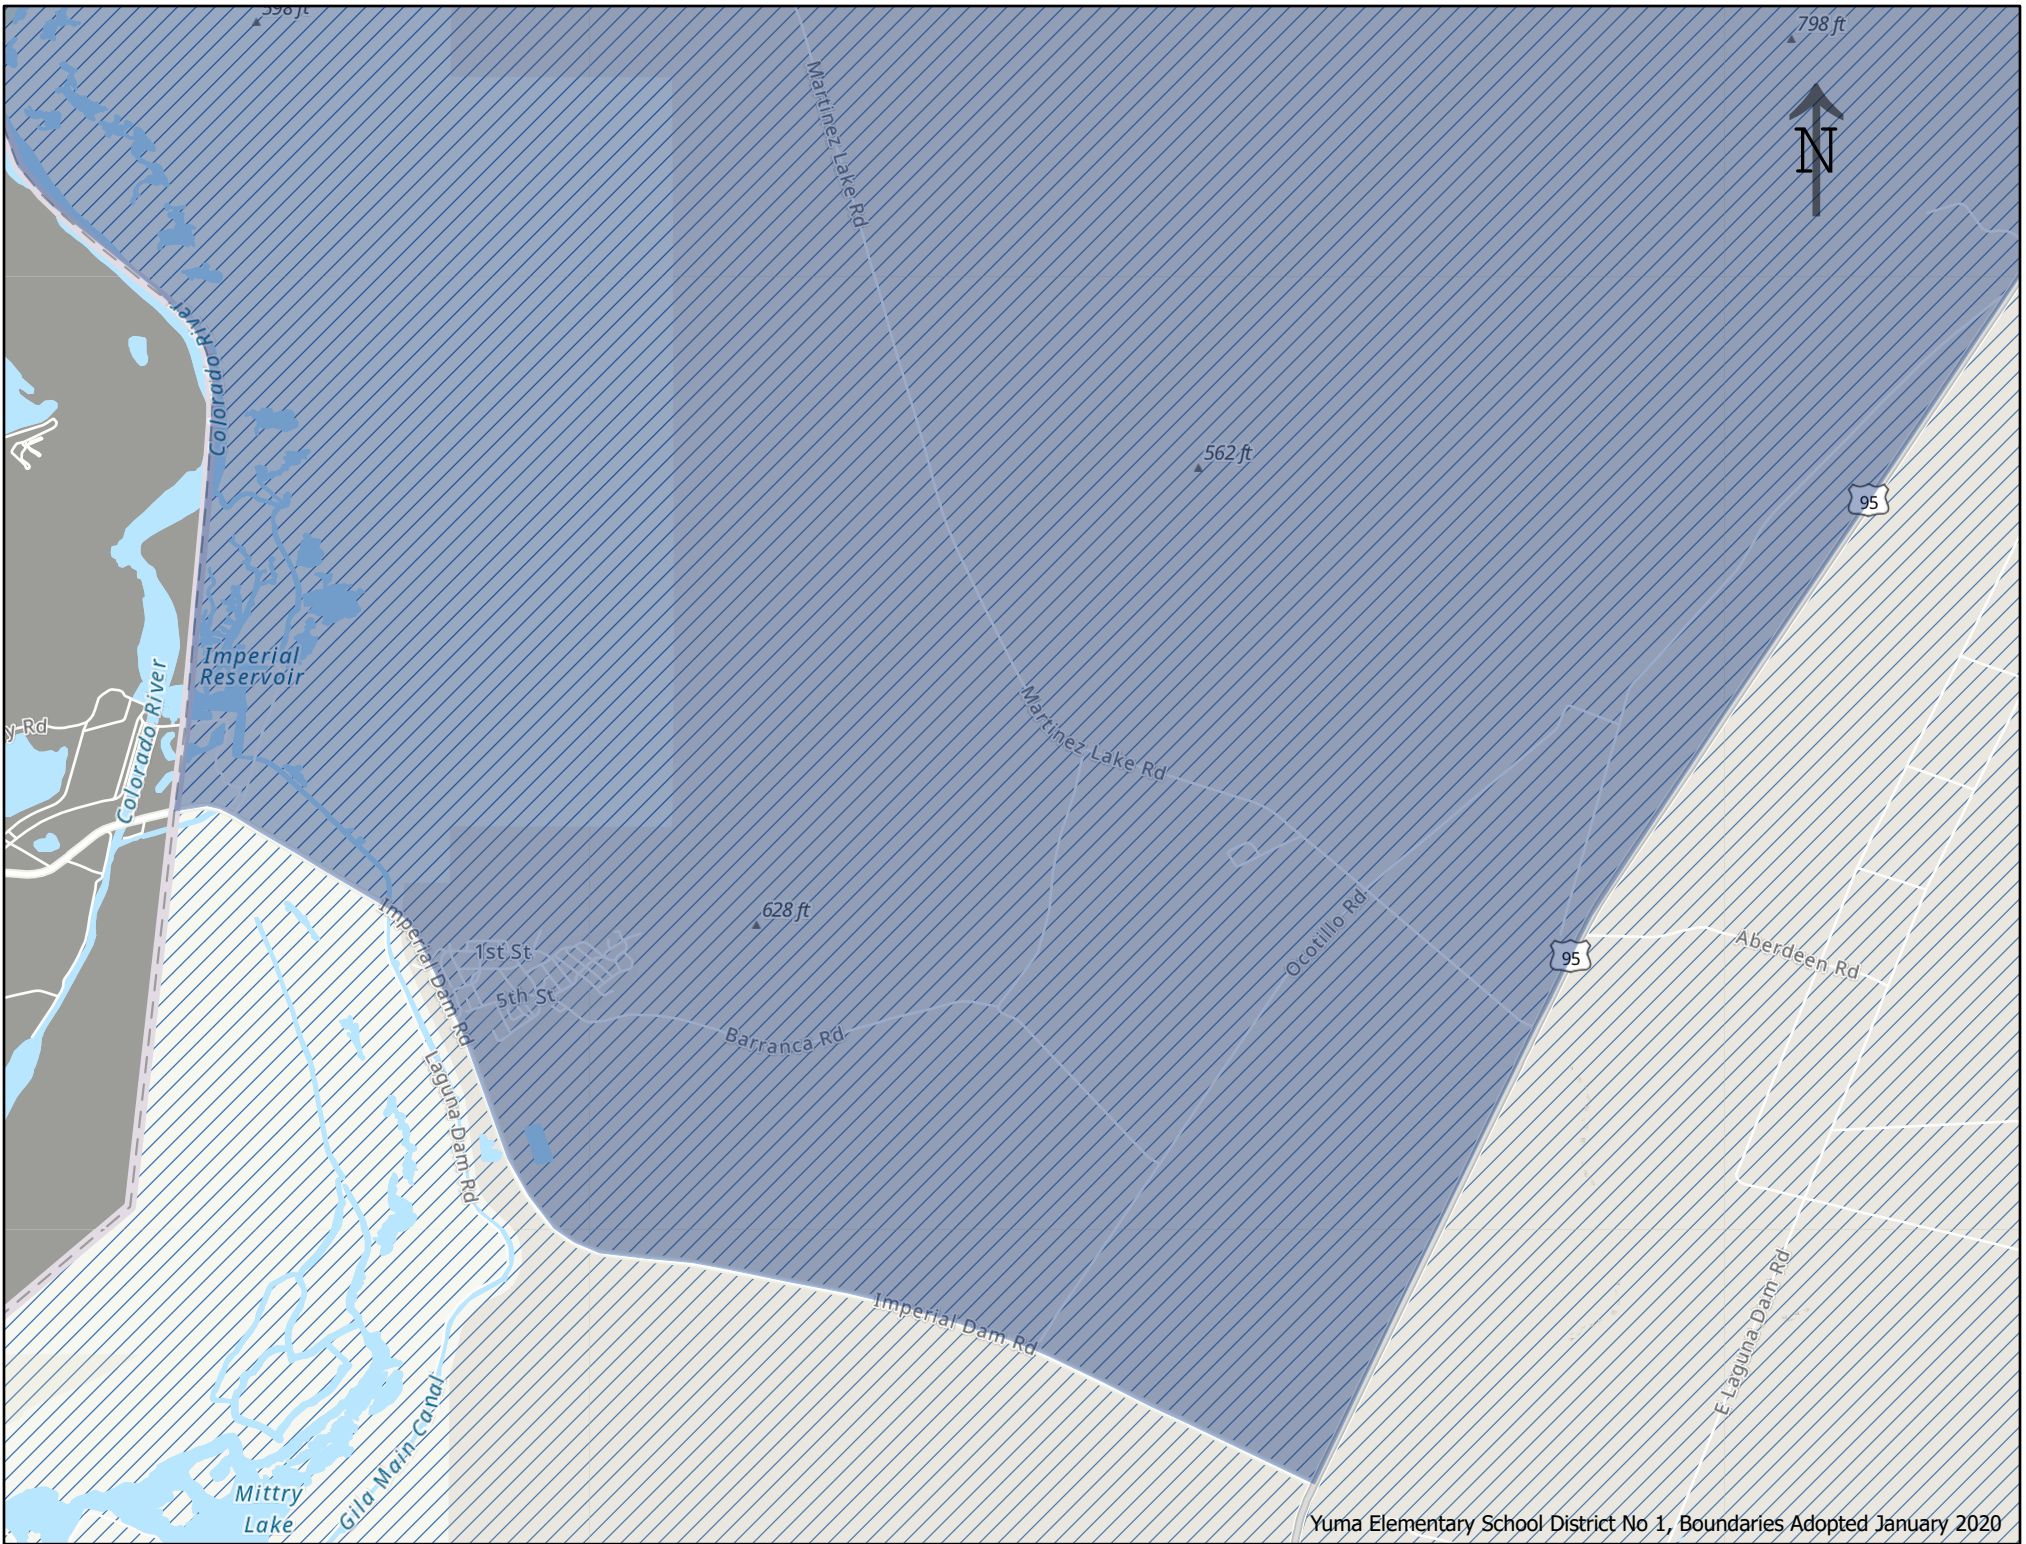 598 ft
798 ft
Martinez Lake Rd
N
Colorado River
562 ft
95
Imperial
Reservoir
Colorado River
y Rd
Martinez Lake Rd
628 ft
Imperial Dam Rd
1st St
5th St
Ocotillo Rd
95
Aberdeen Rd
Barranca Rd
Laguna Dam Rd
Imperial Dam Rd
E Laguna Dam Rd
Gila Main Canal
Mittry
Lake
Yuma Elementary School District No 1, Boundaries Adopted January 2020